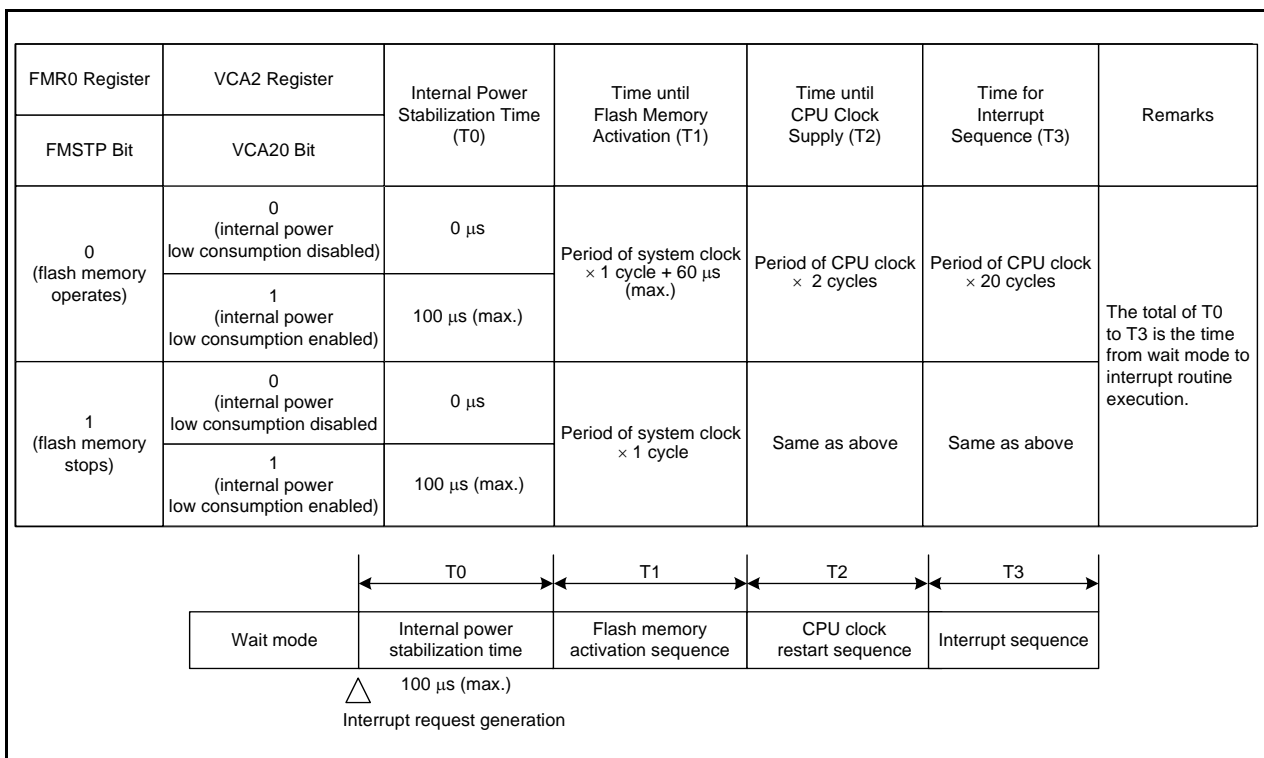 FMR0 Register
VCA2 Register
Internal Power
Stabilization Time
(T0)
Time until
Flash Memory
Activation (T1)
Time until
CPU Clock
Supply (T2)
Time for
Interrupt
Sequence (T3)
Remarks
FMSTP Bit
VCA20 Bit
0
(flash memory
operates)
0
(internal power
low consumption disabled)
0 μs
Period of system clock
× 1 cycle + 60 μs
(max.)
Period of CPU clock
× 2 cycles
Period of CPU clock
× 20 cycles
The total of T0
to T3 is the time
from wait mode to
interrupt routine
execution.
1
(internal power
low consumption enabled)
100 μs (max.)
1
(flash memory
stops)
0
(internal power
low consumption disabled
0 μs
Period of system clock
× 1 cycle
Same as above
Same as above
1
(internal power
low consumption enabled)
100 μs (max.)
T0
T1
T2
T3
Wait mode
Internal power
stabilization time
Flash memory
activation sequence
CPU clock
restart sequence
Interrupt sequence
100 μs (max.)
Interrupt request generation